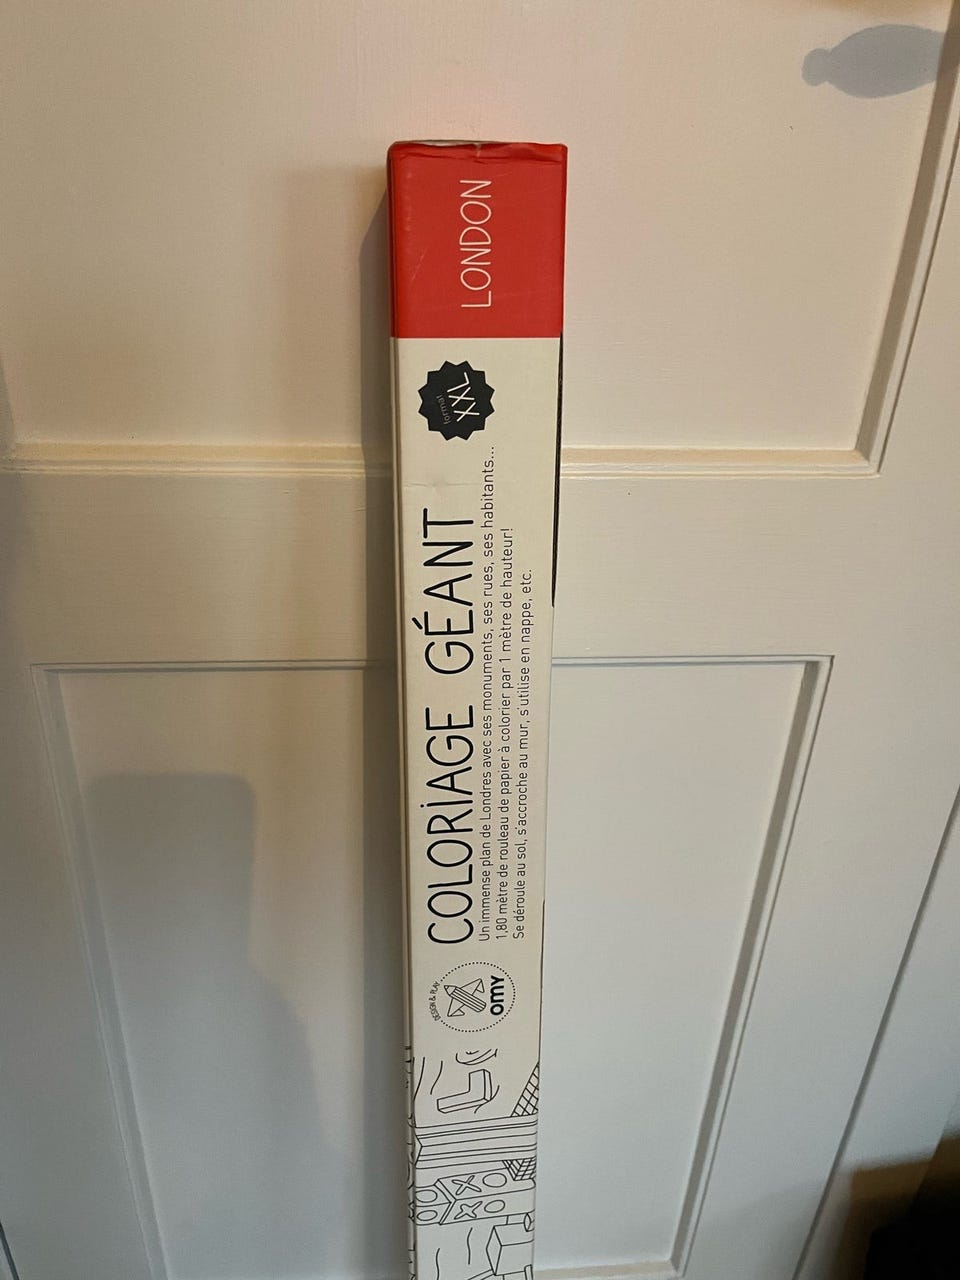 LONDON
format
XXL
COLORIAGE GÉANT
Un immense plan de Londres avec ses monuments, ses rues, ses habitants...
1,80 mètre de rouleau de papier à colorier par 1 mètre de hauteur!
Se déroule au sol, s'accroche au mur, s'utilise en nappe, etc.
DESIGN & PLAY
omy